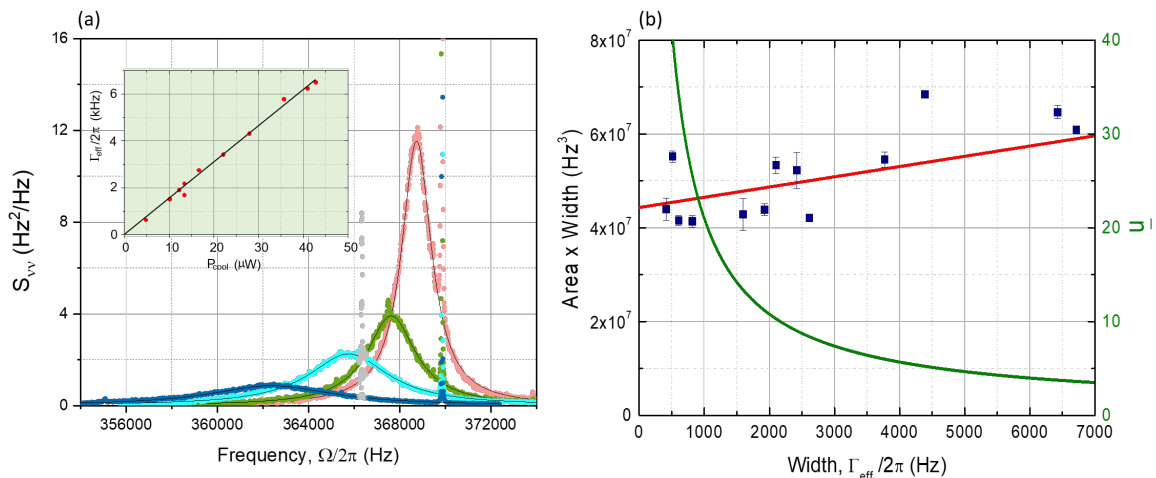 (a)
16
12
8
4
0
S_νν (Hz²/Hz)
356000 360000 364000 368000 372000
Frequency, Ω/2π (Hz)
6
4
2
0
Γ_eff/2π (kHz)
0 10 20 30 40 50
P_cool (μW)
(b)
8x10⁷
6x10⁷
4x10⁷
2x10⁷
0
Area x Width (Hz³)
0 1000 2000 3000 4000 5000 6000 7000
Width, Γ_eff/2π (Hz)
40
30
20
10
0
n̄